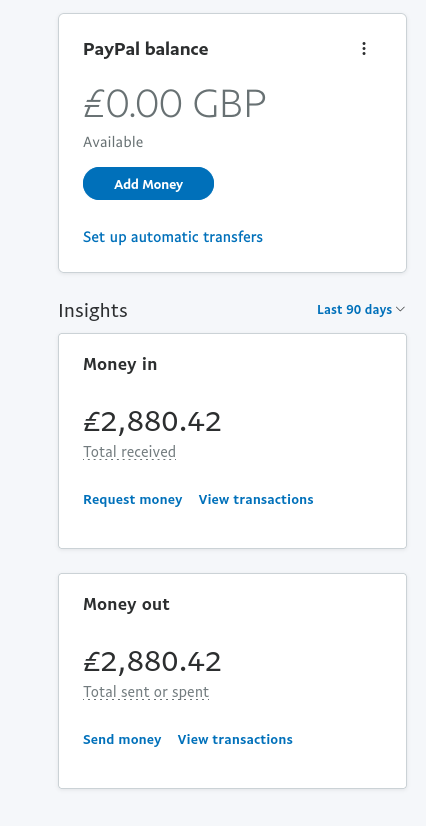 PayPal balance
£0.00 GBP
Available
Add Money
Set up automatic transfers
Insights
Last 90 days
Money in
£2,880.42
Total received
Request money View transactions
Money out
£2,880.42
Total sent or spent
Send money View transactions